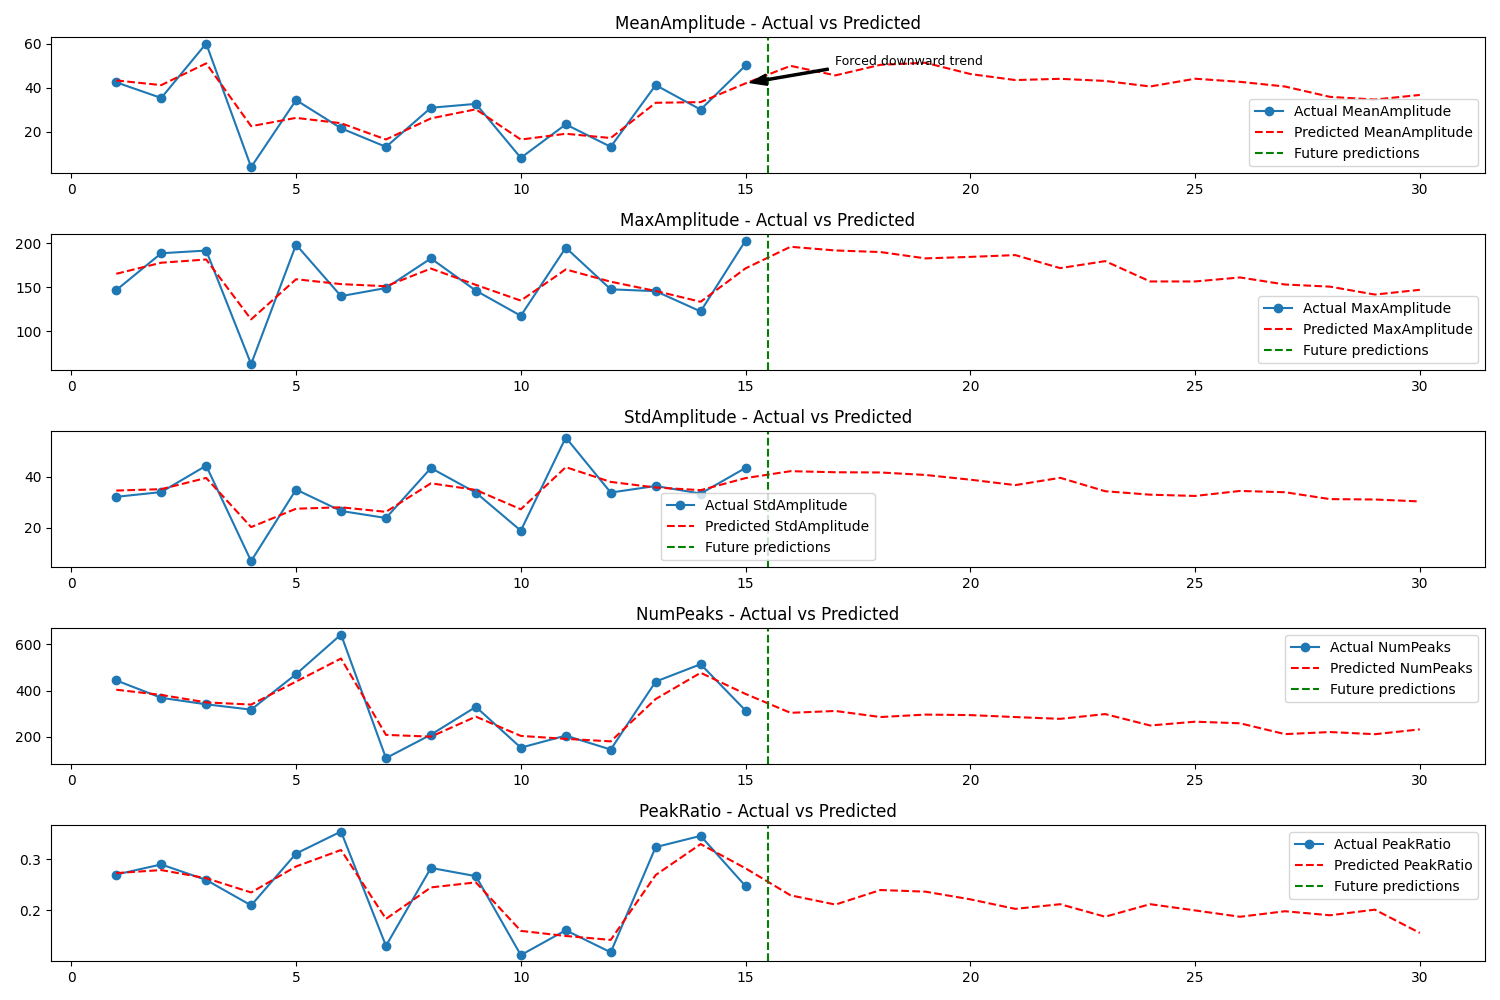 MeanAmplitude - Actual vs Predicted
60
40
20
Forced downward trend
Actual MeanAmplitude
Predicted MeanAmplitude
Future predictions
0 5 10 15 20 25 30
MaxAmplitude - Actual vs Predicted
200
150
100
Actual MaxAmplitude
Predicted MaxAmplitude
Future predictions
0 5 10 15 20 25 30
StdAmplitude - Actual vs Predicted
40
20
Actual StdAmplitude
Predicted StdAmplitude
Future predictions
0 5 10 15 20 25 30
NumPeaks - Actual vs Predicted
600
400
200
Actual NumPeaks
Predicted NumPeaks
Future predictions
0 5 10 15 20 25 30
PeakRatio - Actual vs Predicted
0.3
0.2
Actual PeakRatio
Predicted PeakRatio
Future predictions
0 5 10 15 20 25 30